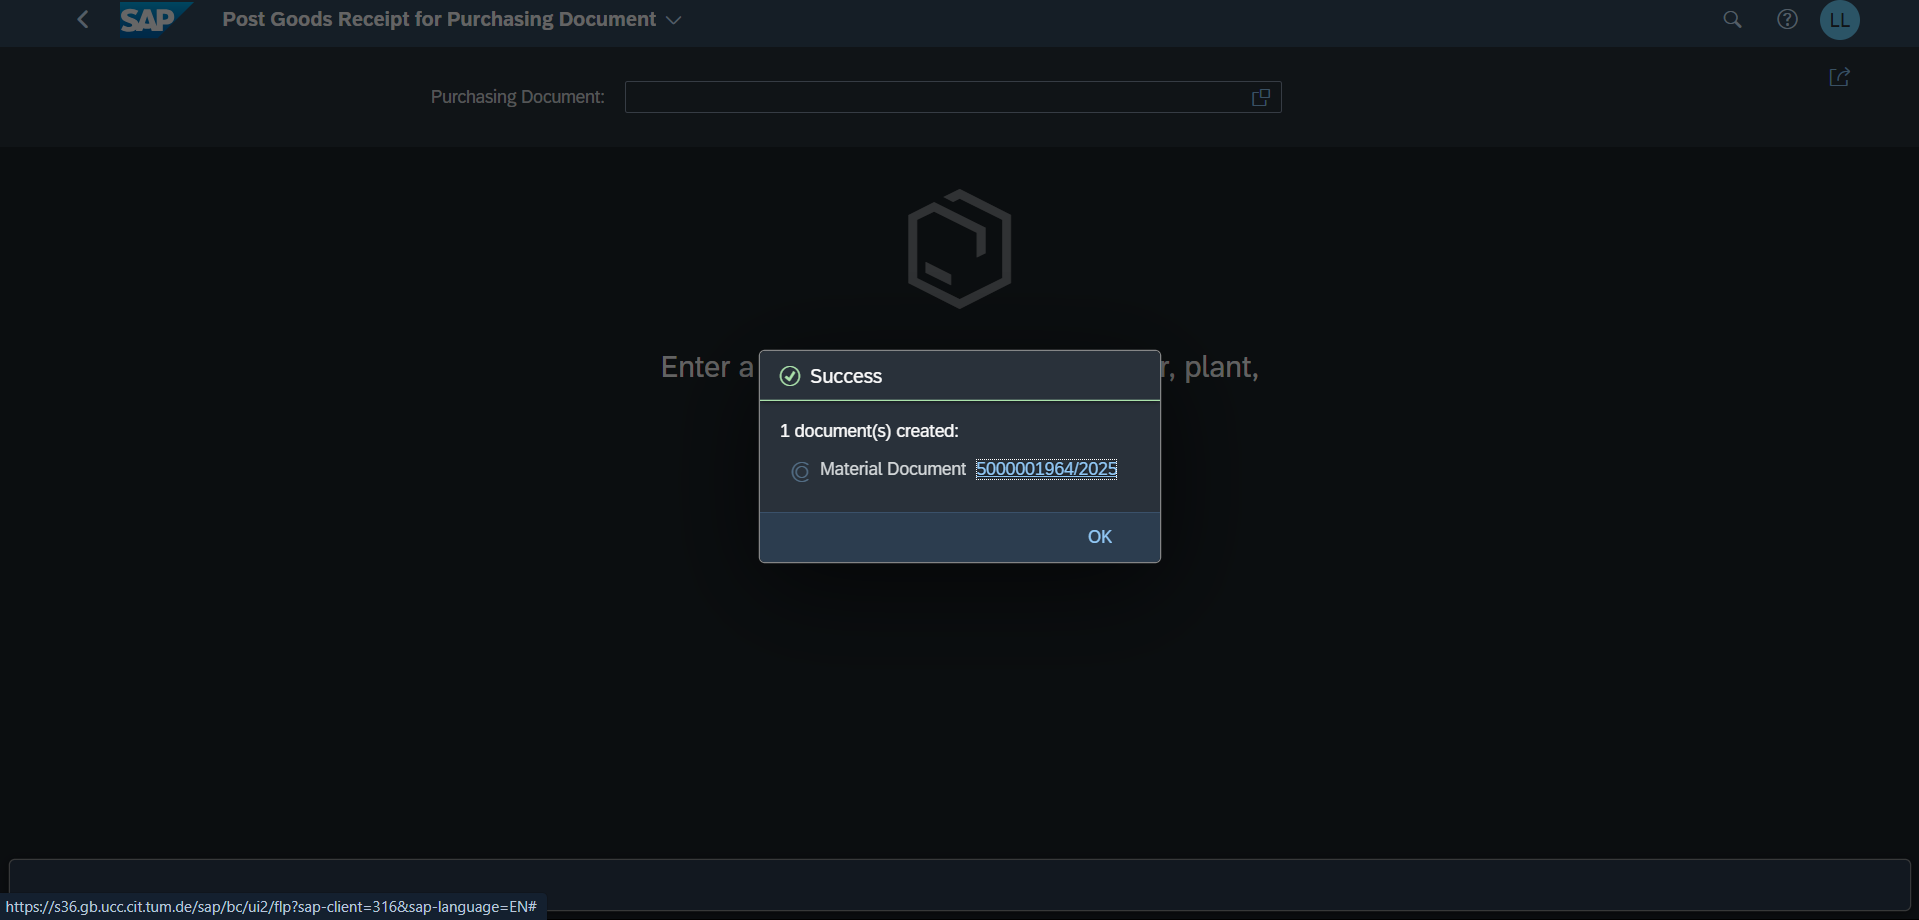 SAP Post Goods Receipt for Purchasing Document LL
Purchasing Document:
Enter a r, plant,
Success
1 document(s) created:
Material Document 5000001964/2025
OK
https://s36.gb.ucc.cit.tum.de/sap/bc/ui2/flp?sap-client=316&sap-language=EN#